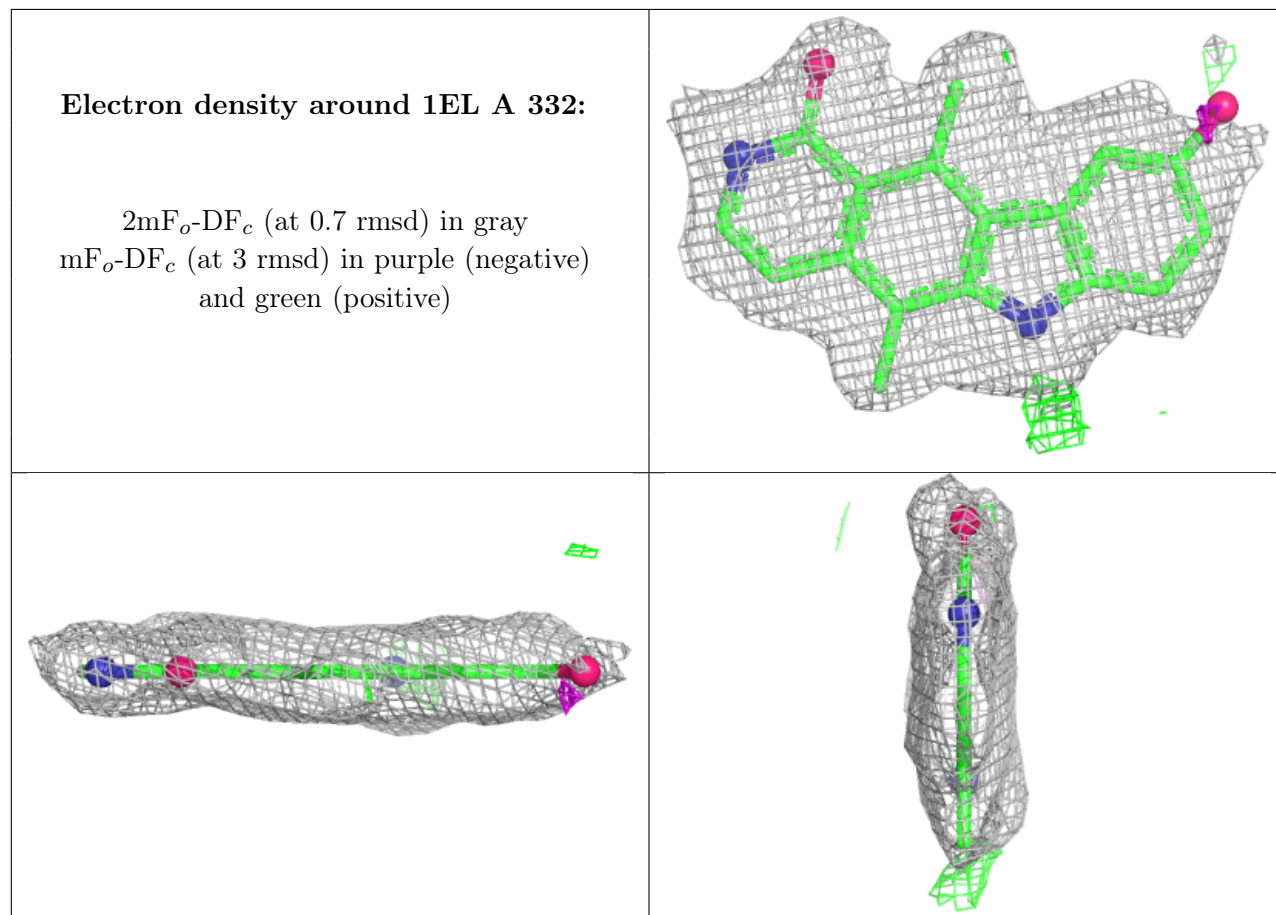 Electron density around 1EL A 332:
2mFo-DFc (at 0.7 rmsd) in gray
mFo-DFc (at 3 rmsd) in purple (negative)
and green (positive)